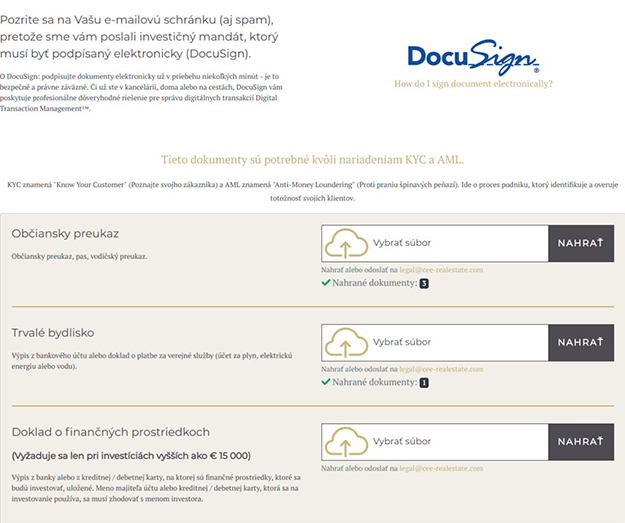 Pozrite sa na Vašu e-mailovú schránku (aj spam),
pretože sme vám poslali investičný mandát, ktorý
musí byť podpísaný elektronicky (DocuSign).
O DocuSign: podpisujte dokumenty elektronicky už v priebehu niekoľkých minút - je to
bezpečné a právne záväzné. Či už ste v kancelárii, doma alebo na cestách, DocuSign vám
poskytuje profesionálne dôveryhodné riešenie pre správu digitálnych transakcií Digital
Transaction Management™.
DocuSign®
How do I sign document electronically?
Tieto dokumenty sú potrebné kvôli nariadeniam KYC a AML.
KYC znamená "Know Your Customer" (Poznajte svojho zákazníka) a AML znamená "Anti-Money Loundering" (Proti praniu špinavých peňazí). Ide o proces podniku, ktorý identifikuje a overuje
totožnosť svojich klientov.
Občiansky preukaz
Občiansky preukaz, pas, vodičský preukaz.
Vybrať súbor
NAHRAŤ
Nahrať alebo odoslať na legal@cee-realestate.com
Nahrané dokumenty: 3
Trvalé bydlisko
Výpis z bankového účtu alebo doklad o platbe za verejné služby (účet za plyn, elektrickú
energiu alebo vodu).
Vybrať súbor
NAHRAŤ
Nahrať alebo odoslať na legal@cee-realestate.com
Nahrané dokumenty: 1
Doklad o finančných prostriedkoch
(Vyžaduje sa len pri investíciách vyšších ako € 15 000)
Výpis z banky alebo z kreditnej / debetnej karty, na ktorej sú finančné prostriedky, ktoré sa
budú investovať, uložené. Meno majiteľa účtu alebo kreditnej / debetnej karty, ktorá sa na
investovanie používa, sa musí zhodovať s menom investora.
Vybrať súbor
NAHRAŤ
Nahrať alebo odoslať na legal@cee-realestate.com